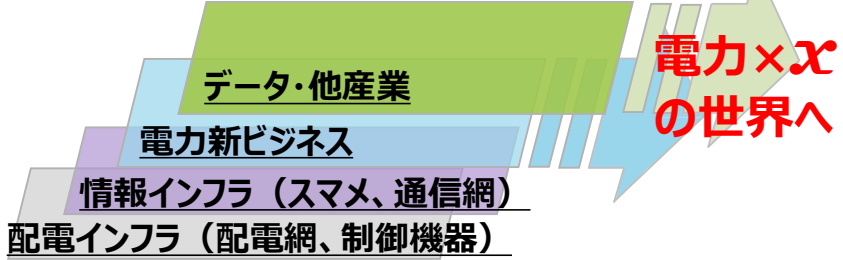 データ・他産業
電力新ビジネス
情報インフラ（スマメ、通信網）
配電インフラ（配電網、制御機器）
電力×x
の世界へ